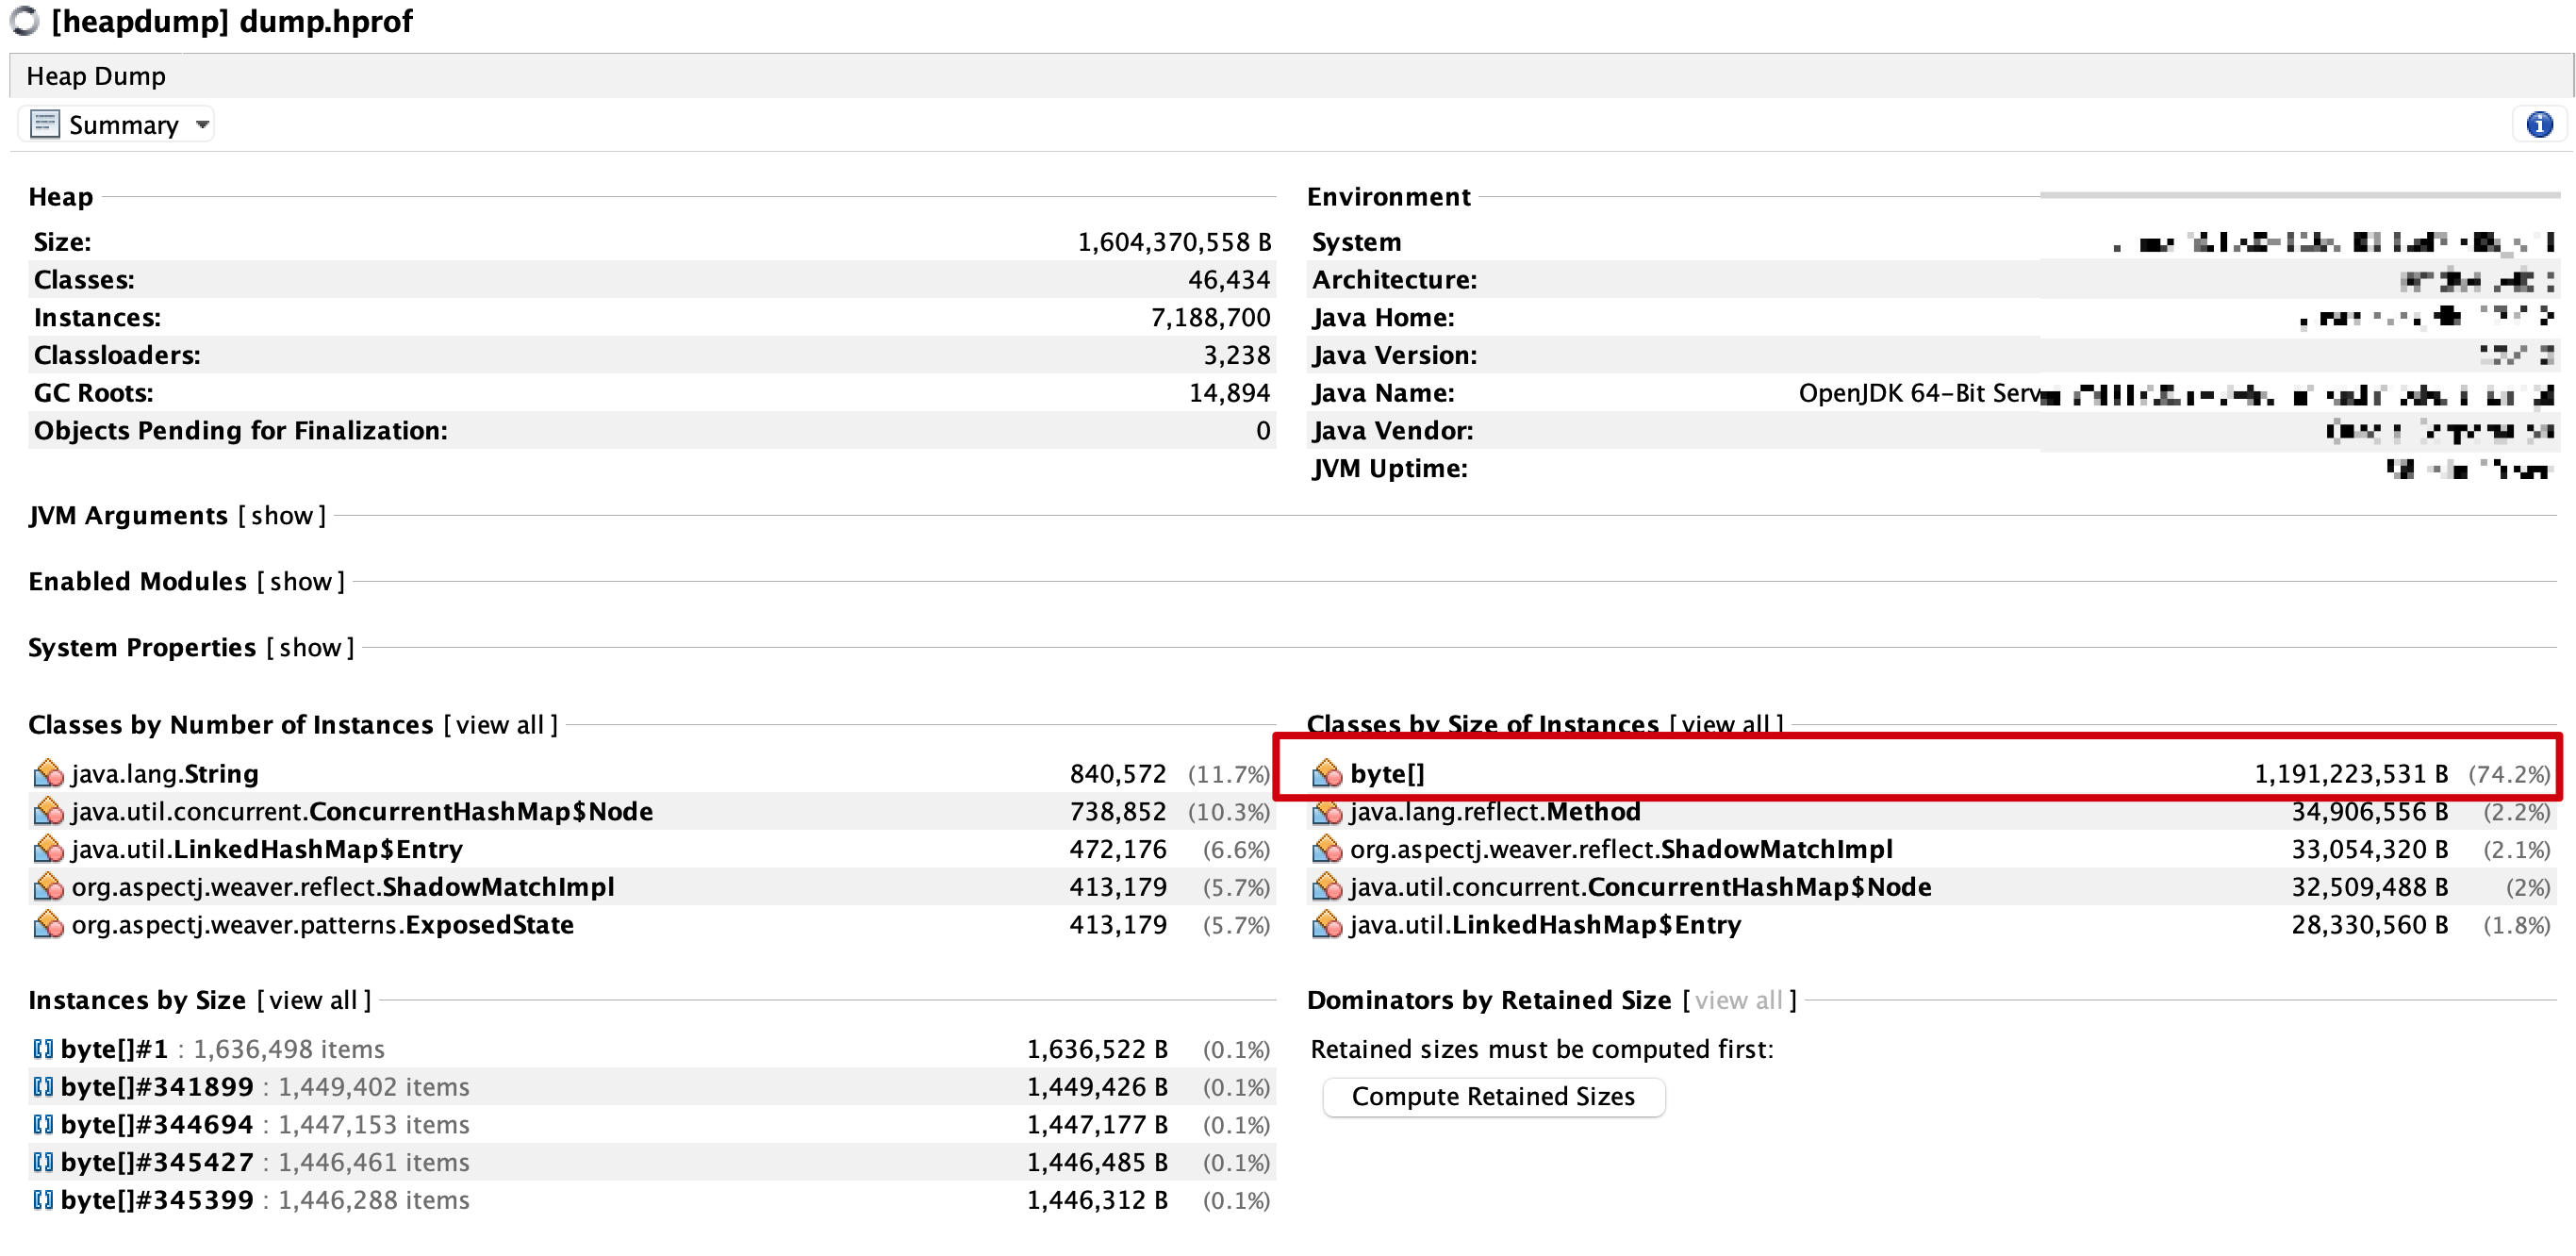 [heapdump] dump.hprof
Heap Dump
Summary
Heap
Size: 1,604,370,558 B
Classes: 46,434
Instances: 7,188,700
Classloaders: 3,238
GC Roots: 14,894
Objects Pending for Finalization: 0
Environment
System
Architecture:
Java Home:
Java Version:
Java Name: OpenJDK 64-Bit Serv
Java Vendor:
JVM Uptime:
JVM Arguments [show]
Enabled Modules [show]
System Properties [show]
Classes by Number of Instances [view all]
java.lang.String 840,572 (11.7%)
java.util.concurrent.ConcurrentHashMap$Node 738,852 (10.3%)
java.util.LinkedHashMap$Entry 472,176 (6.6%)
org.aspectj.weaver.reflect.ShadowMatchImpl 413,179 (5.7%)
org.aspectj.weaver.patterns.ExposedState 413,179 (5.7%)
Classes by Size of Instances [view all]
byte[] 1,191,223,531 B (74.2%)
java.lang.reflect.Method 34,906,556 B (2.2%)
org.aspectj.weaver.reflect.ShadowMatchImpl 33,054,320 B (2.1%)
java.util.concurrent.ConcurrentHashMap$Node 32,509,488 B (2%)
java.util.LinkedHashMap$Entry 28,330,560 B (1.8%)
Instances by Size [view all]
byte[]#1 : 1,636,498 items 1,636,522 B (0.1%)
byte[]#341899 : 1,449,402 items 1,449,426 B (0.1%)
byte[]#344694 : 1,447,153 items 1,447,177 B (0.1%)
byte[]#345427 : 1,446,461 items 1,446,485 B (0.1%)
byte[]#345399 : 1,446,288 items 1,446,312 B (0.1%)
Dominators by Retained Size [view all]
Retained sizes must be computed first:
Compute Retained Sizes